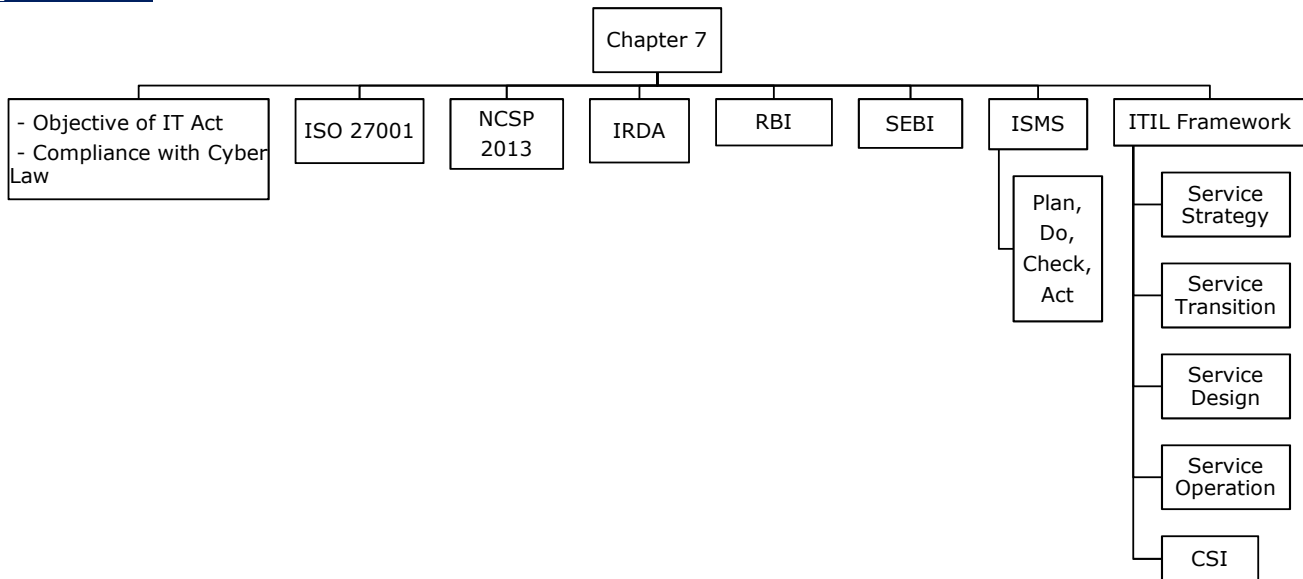 Chapter 7
- Objective of IT Act
- Compliance with Cyber
Law
ISO 27001
NCSP
2013
IRDA
RBI
SEBI
ISMS
ITIL Framework
Plan,
Do,
Check,
Act
Service
Strategy
Service
Transition
Service
Design
Service
Operation
CSI